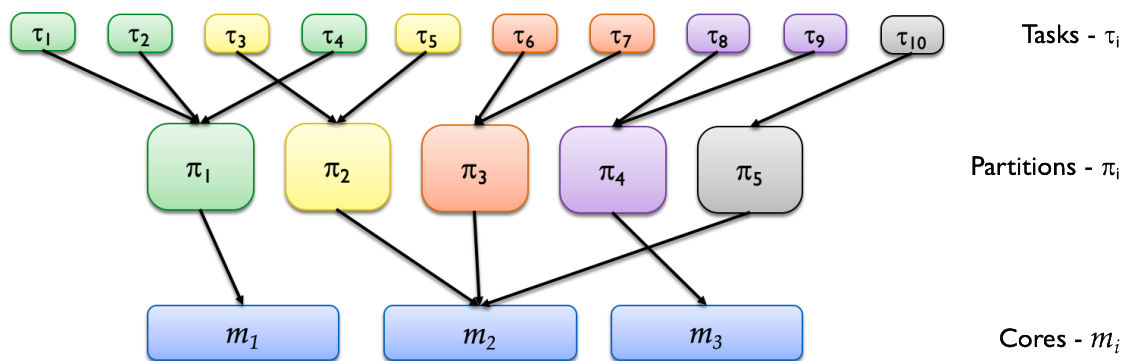 τ1 τ2 τ3 τ4 τ5 τ6 τ7 τ8 τ9 τ10 Tasks - τi
π1 π2 π3 π4 π5 Partitions - πi
m1 m2 m3 Cores - mi